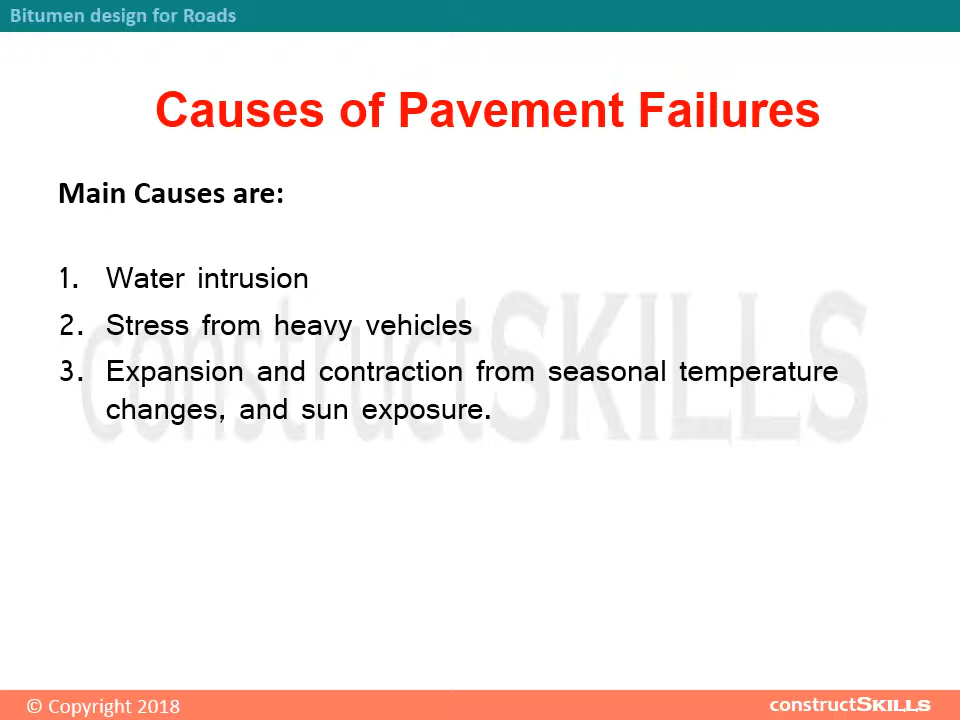 Bitumen design for Roads
Causes of Pavement Failures
Main Causes are:
1. Water intrusion
2. Stress from heavy vehicles
3. Expansion and contraction from seasonal temperature
changes, and sun exposure.
constructSKILLS
© Copyright 2018
constructSKILLS